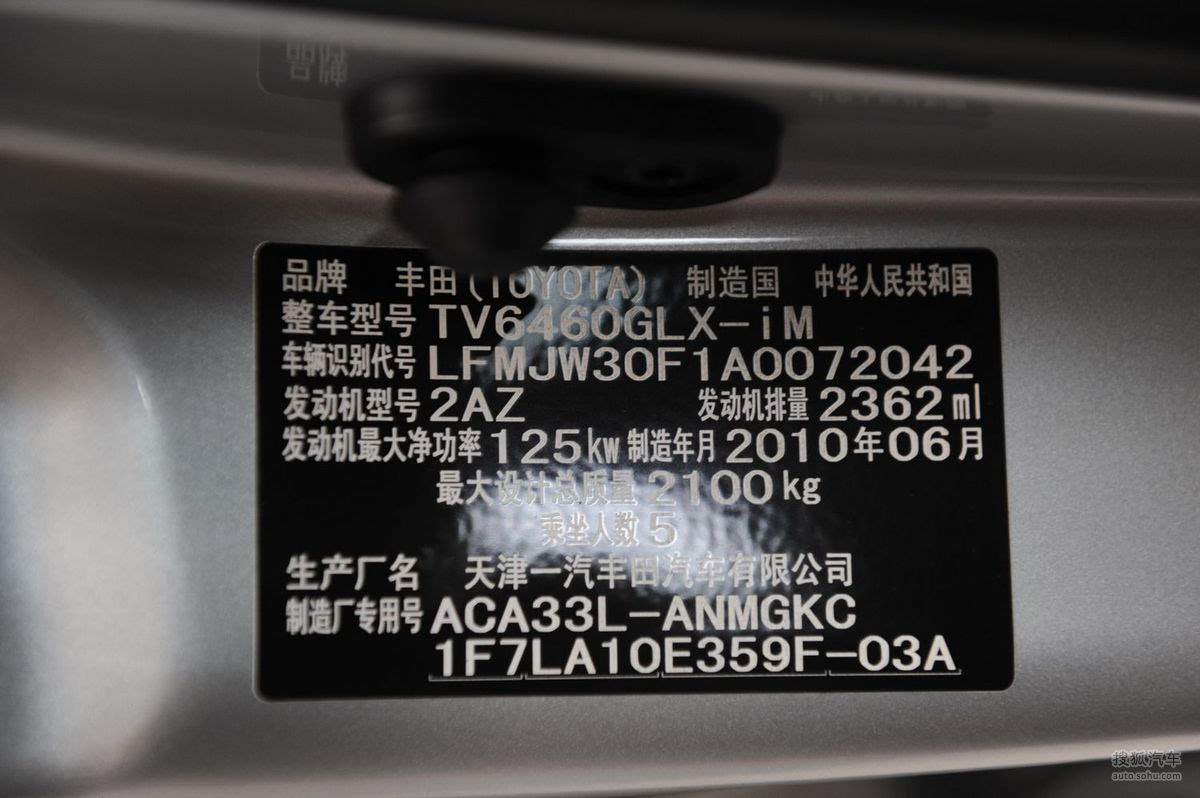 品牌 丰田(TOYOTA) 制造国 中华人民共和国
整车型号 TV6460GLX-iM
车辆识别代号 LFMJW30F1A0072042
发动机型号 2AZ 发动机排量 2362ml
发动机最大净功率 125kw 制造年月 2010年06月
最大设计总质量 2100kg
乘坐人数 5
生产厂名 天津一汽丰田汽车有限公司
制造厂专用号 ACA33L-ANMGKC
1F7LA10E359F-03A
搜狐汽车
auto.sohu.com